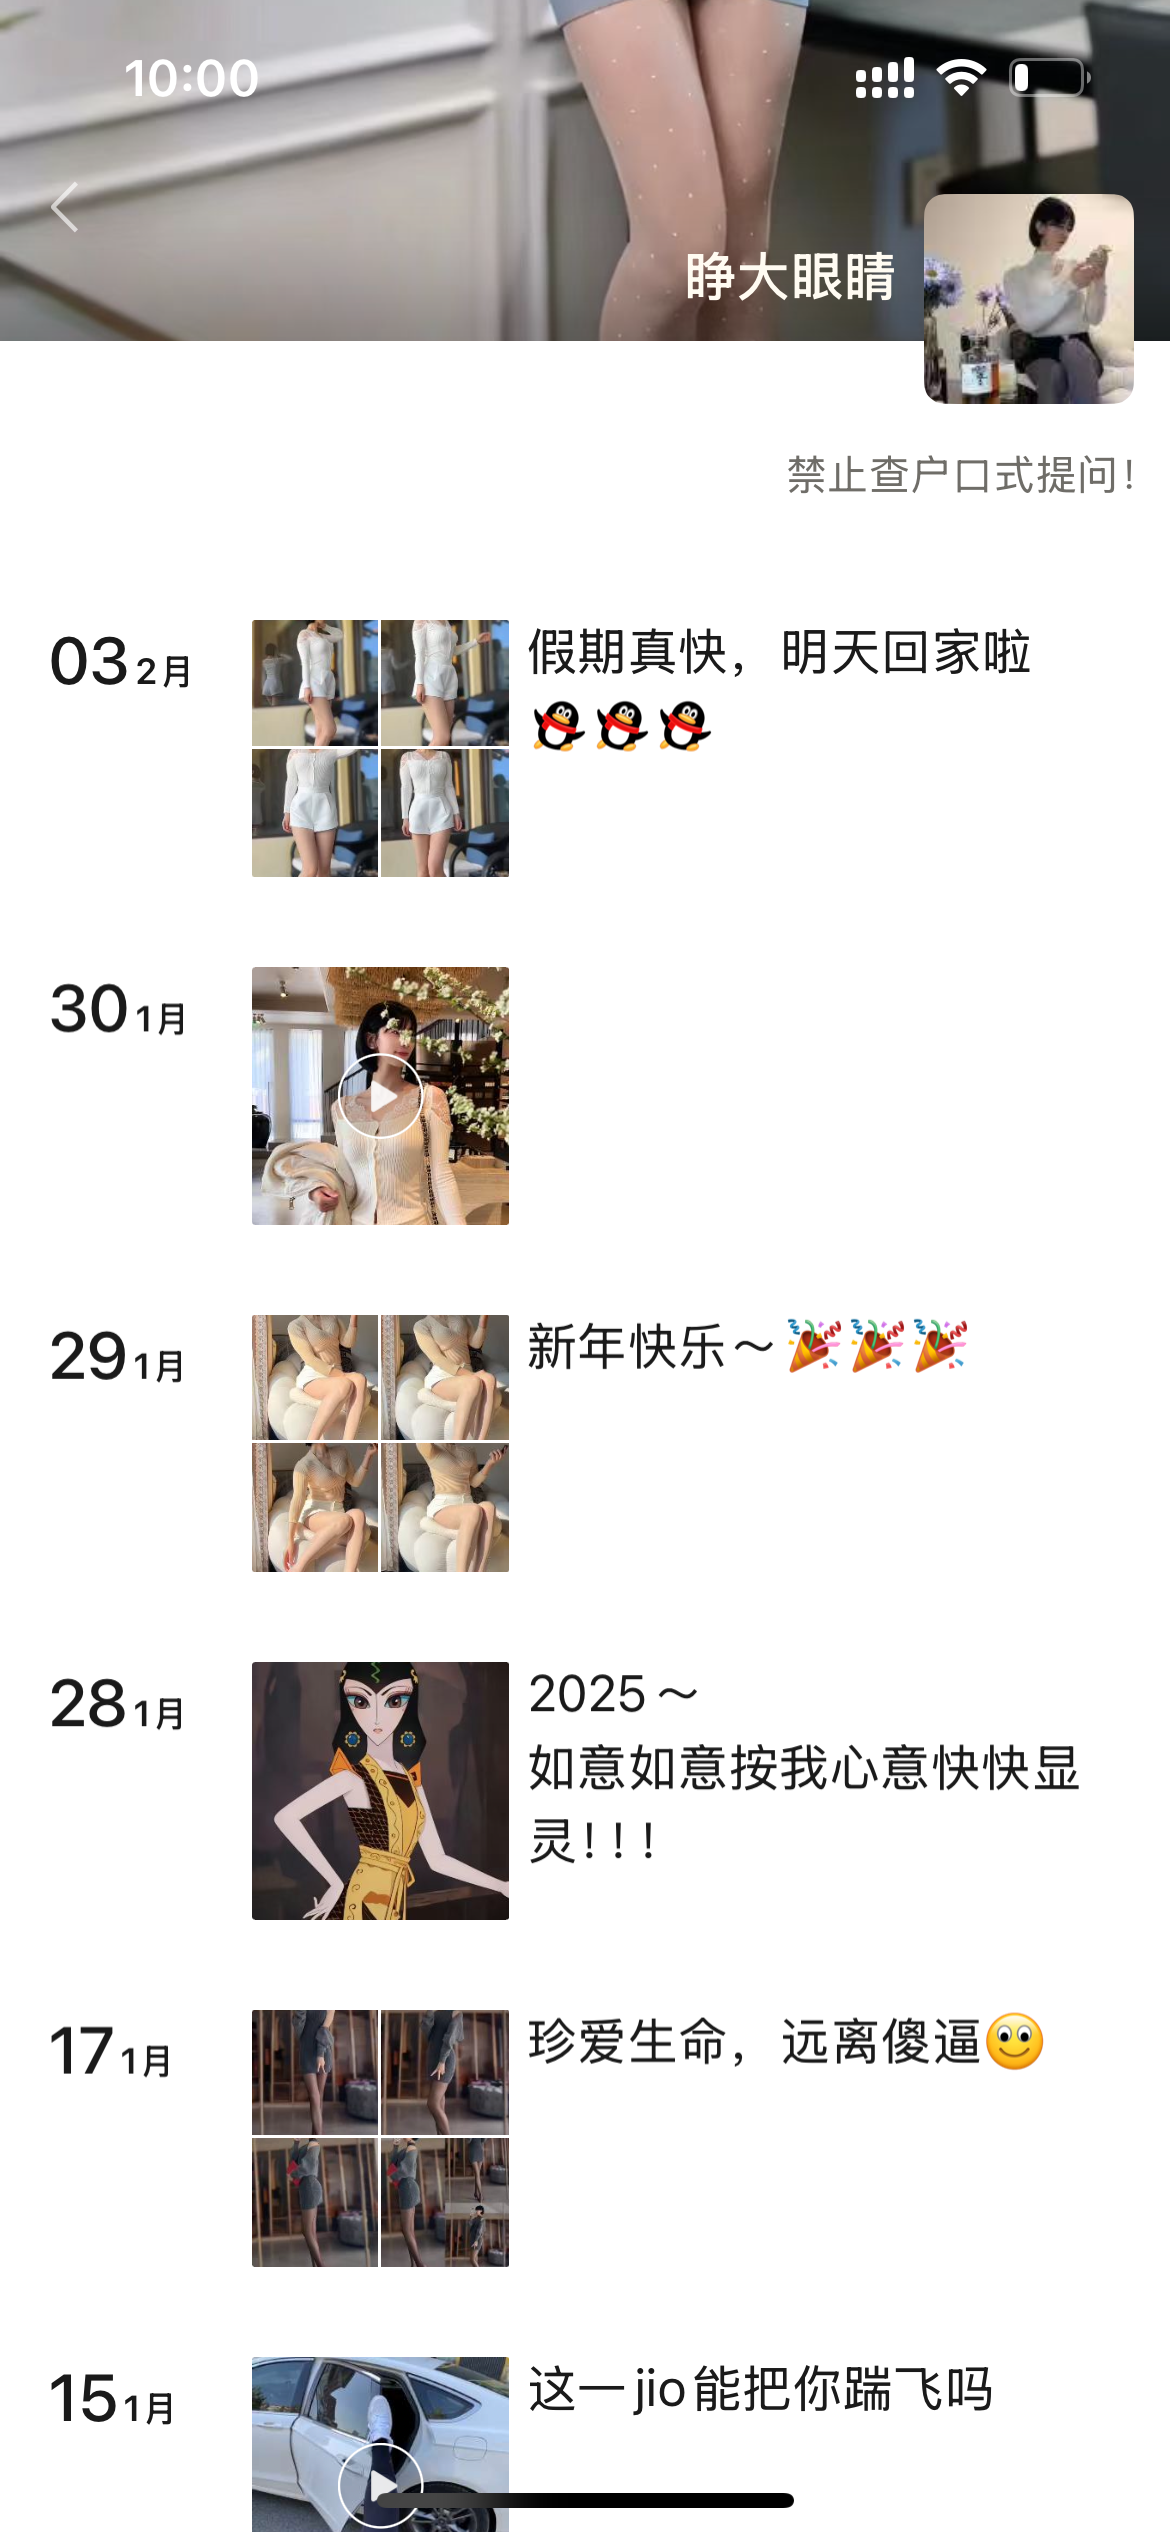 10:00
睁大眼睛
禁止查户口式提问！
03 2月
假期真快，明天回家啦
🐧🐧🐧
30 1月
29 1月
新年快乐～🎉🎉🎉
28 1月
2025～
如意如意按我心意快快显
灵！！！
17 1月
珍爱生命，远离傻逼🙂
15 1月
这一jio能把你踹飞吗